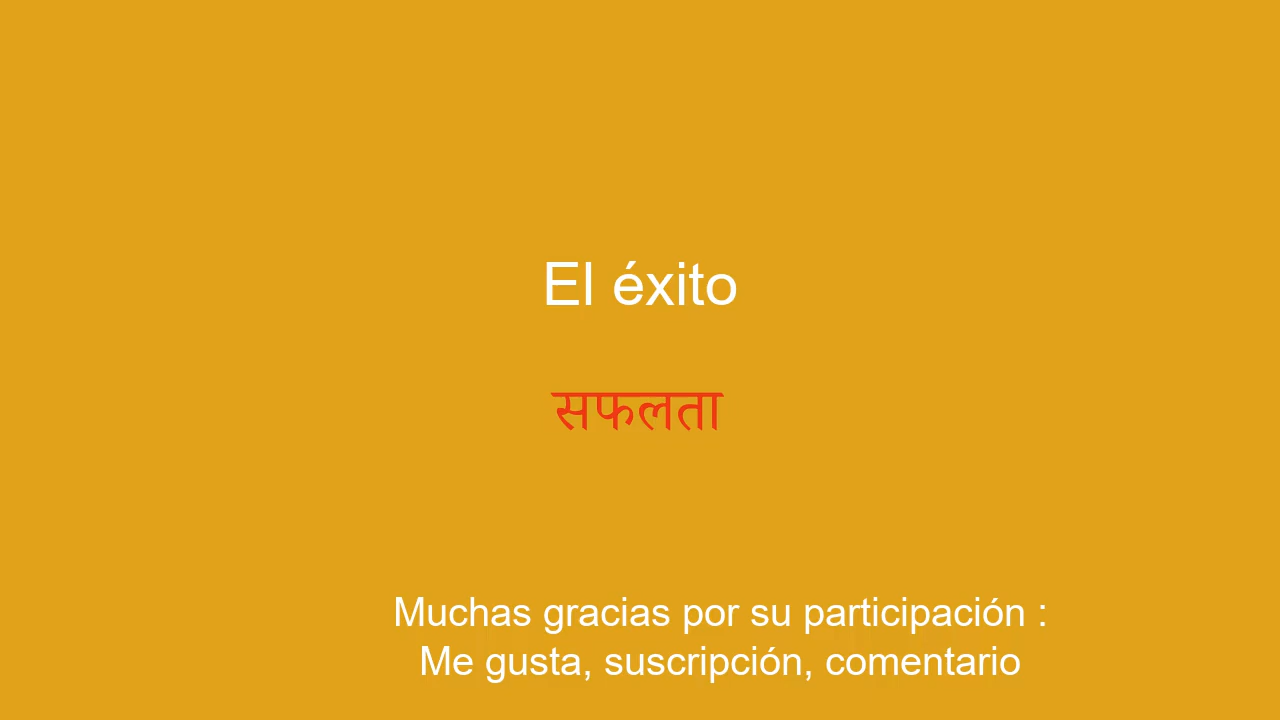 El éxito
सफलता
Muchas gracias por su participación :
Me gusta, suscripción, comentario